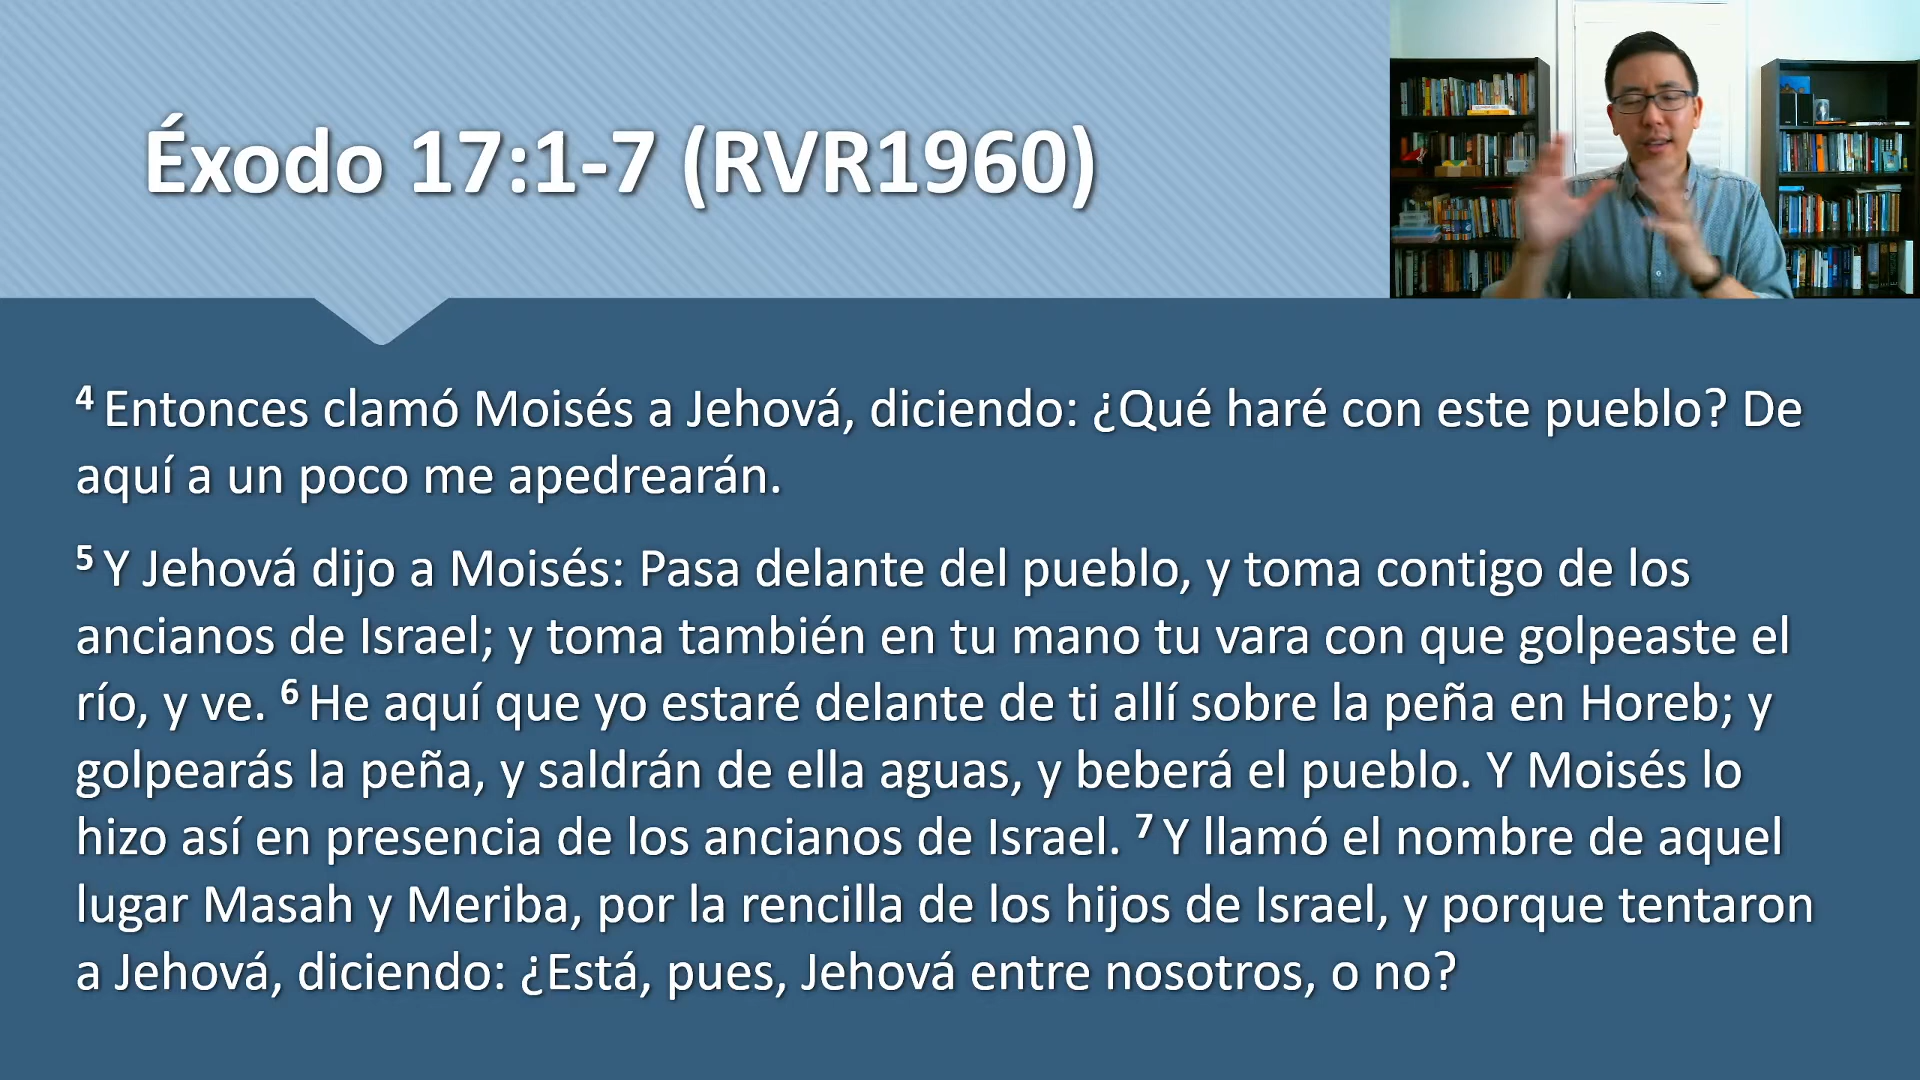 Éxodo 17:1-7 (RVR1960)
4 Entonces clamó Moisés a Jehová, diciendo: ¿Qué haré con este pueblo? De
aquí a un poco me apedrearán.
5 Y Jehová dijo a Moisés: Pasa delante del pueblo, y toma contigo de los
ancianos de Israel; y toma también en tu mano tu vara con que golpeaste el
río, y ve. 6 He aquí que yo estaré delante de ti allí sobre la peña en Horeb; y
golpearás la peña, y saldrán de ella aguas, y beberá el pueblo. Y Moisés lo
hizo así en presencia de los ancianos de Israel. 7 Y llamó el nombre de aquel
lugar Masah y Meriba, por la rencilla de los hijos de Israel, y porque tentaron
a Jehová, diciendo: ¿Está, pues, Jehová entre nosotros, o no?